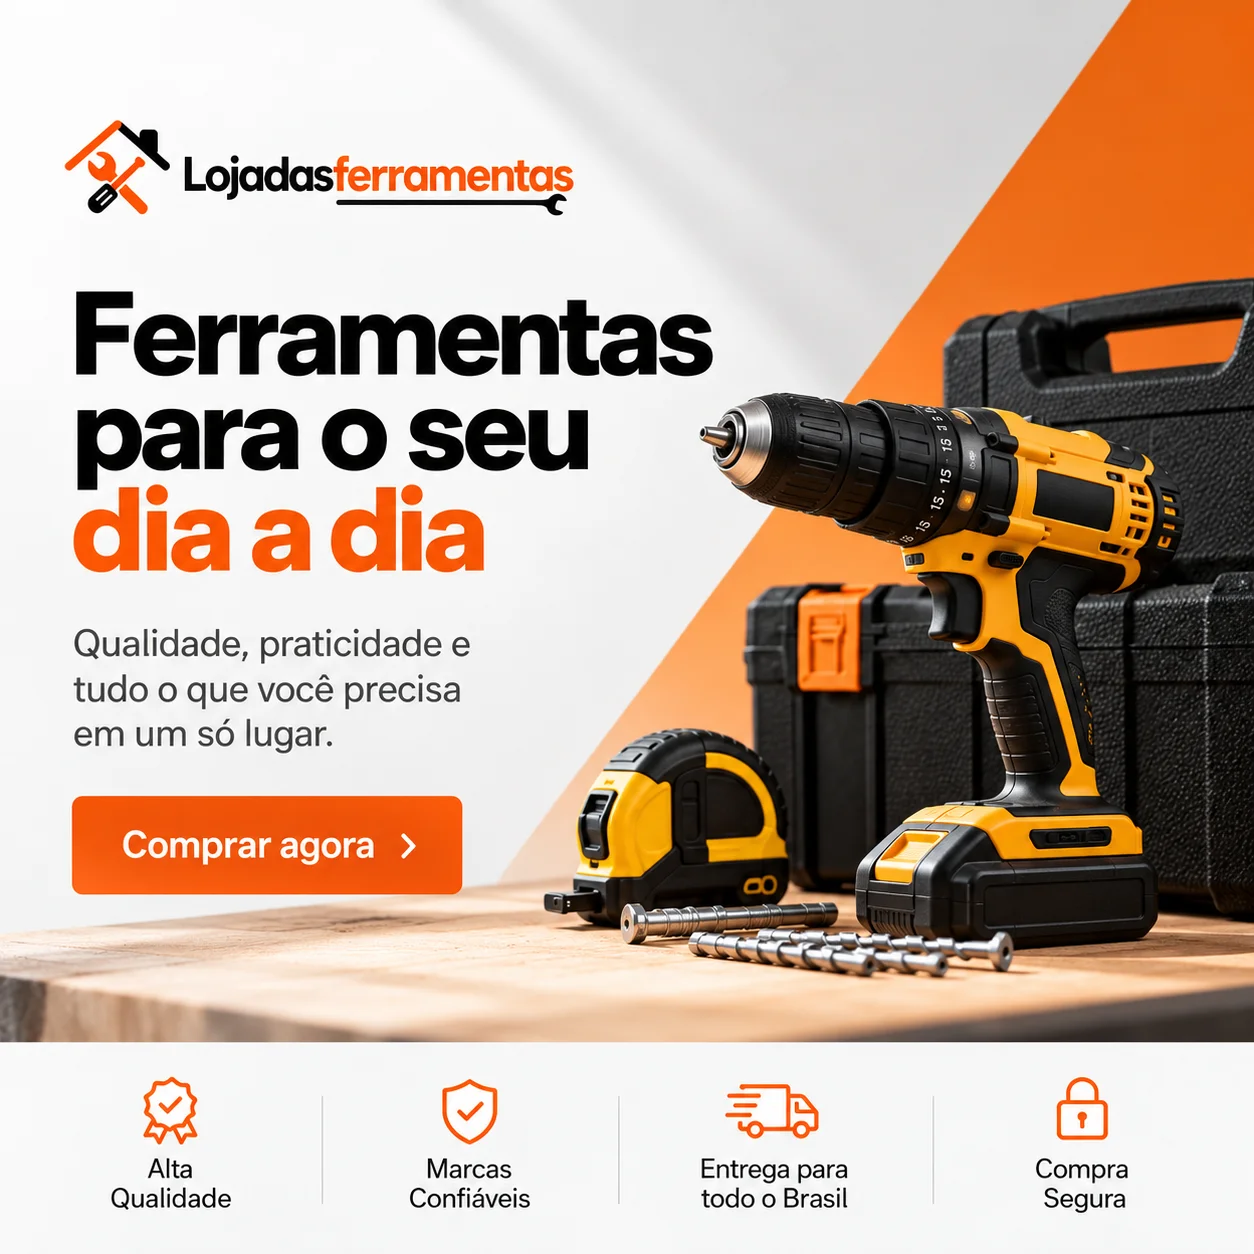 Lojadasferramentas
Ferramentas
para o seu
dia a dia
Qualidade, praticidade e
tudo o que você precisa
em um só lugar.
Comprar agora
Alta
Qualidade
Marcas
Confiáveis
Entrega para
todo o Brasil
Compra
Segura